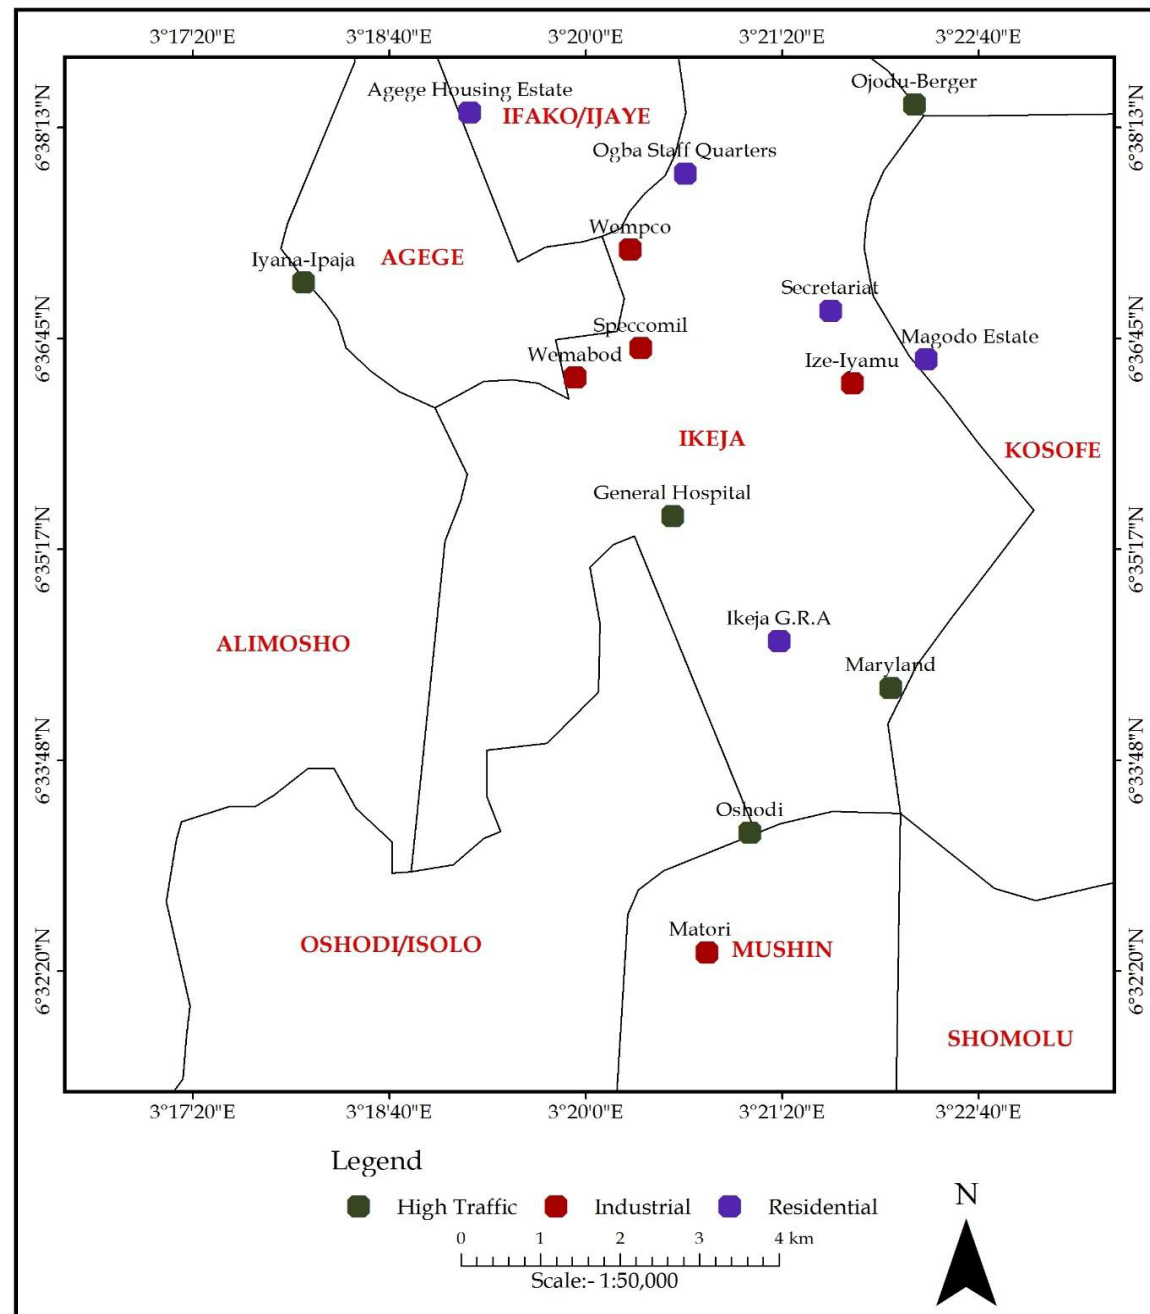 3°17'20"E 3°18'40"E 3°20'0"E 3°21'20"E 3°22'40"E
Ojodu-Berger
Agege Housing Estate
IFAKO/IJAYE
6°38'13"N 6°38'13"N
Ogba Staff Quarters
Wompco
Iyana-Ipaja
AGEGE
Secretariat
Speccomil
Magodo Estate
6°36'45"N 6°36'45"N
Wemabod
Ize-Iyamu
IKEJA
KOSOFE
General Hospital
6°35'17"N 6°35'17"N
Ikeja G.R.A
ALIMOSHO
Maryland
6°33'48"N 6°33'48"N
Oshodi
Matori
OSHODI/ISOLO
MUSHIN
6°32'20"N 6°32'20"N
SHOMOLU
3°17'20"E 3°18'40"E 3°20'0"E 3°21'20"E 3°22'40"E
Legend
High Traffic Industrial Residential
N
0 1 2 3 4 km
Scale:- 1:50,000